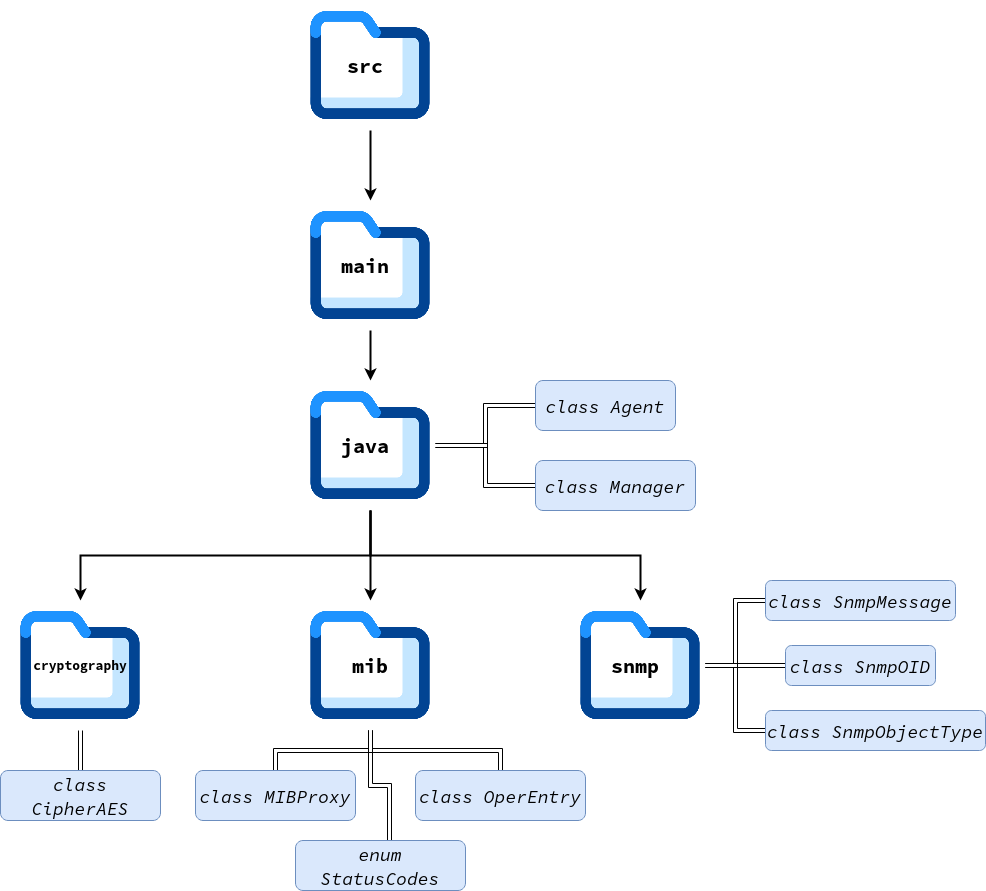 src
main
java
class Agent
class Manager
cryptography
mib
snmp
class SnmpMessage
class SnmpOID
class SnmpObjectType
class
CipherAES
class MIBProxy
class OperEntry
enum
StatusCodes